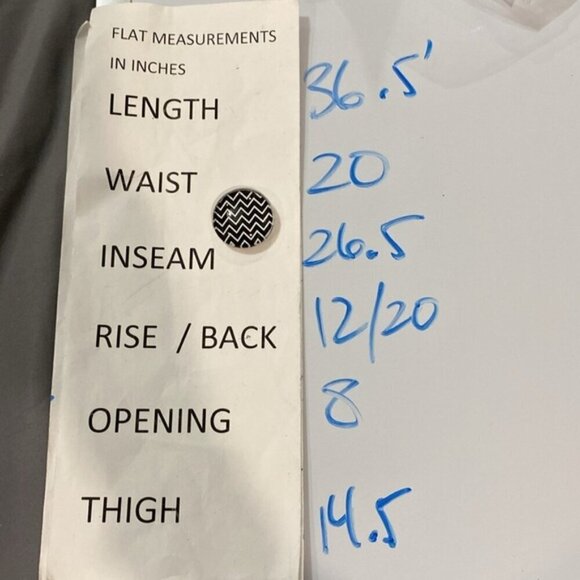 FLAT MEASUREMENTS
IN INCHES
LENGTH 36.5'
WAIST 20
INSEAM 26.5
RISE / BACK 12/20
OPENING 8
THIGH 14.5